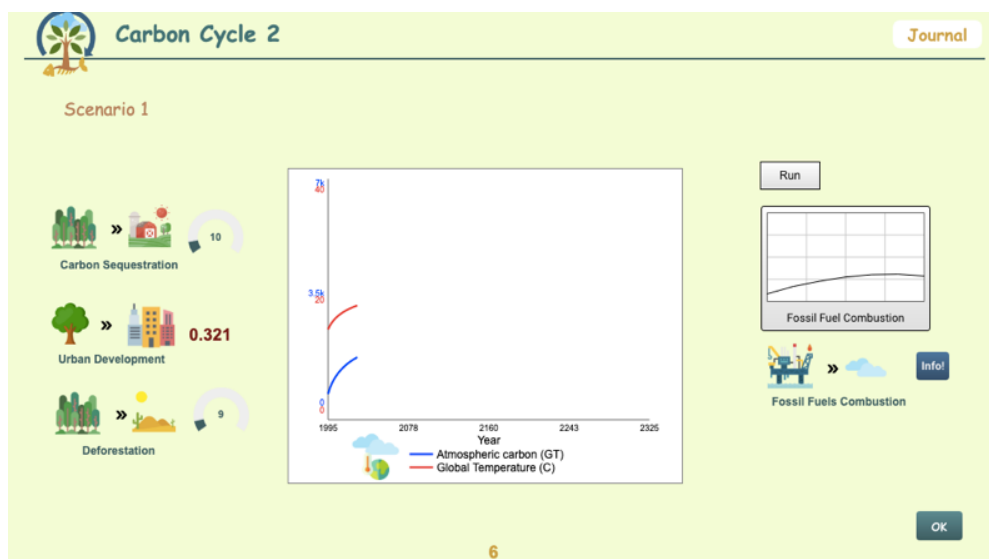 Carbon Cycle 2
Journal
Scenario 1
Run
7k
40
10
Carbon Sequestration
3.5k
20
Fossil Fuel Combustion
0.321
Urban Development
Info!
Fossil Fuels Combustion
0
0
9
1995 2078 2160 2243 2325
Year
Atmospheric carbon (GT)
Global Temperature (C)
Deforestation
OK
6